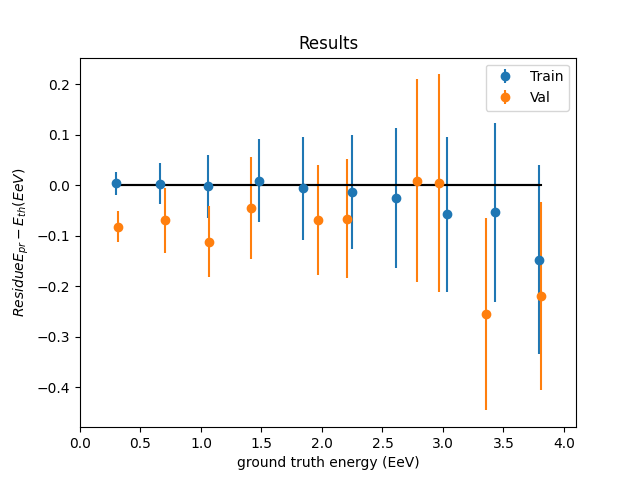 Results
Train
Val
0.2
0.1
0.0
−0.1
−0.2
−0.3
−0.4
ResidueE_{pr} − E_{th}(EeV)
0.0 0.5 1.0 1.5 2.0 2.5 3.0 3.5 4.0
ground truth energy (EeV)